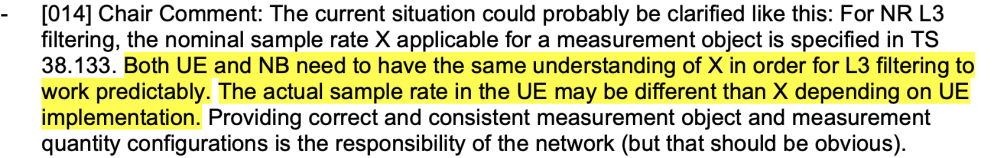 - [014] Chair Comment: The current situation could probably be clarified like this: For NR L3
filtering, the nominal sample rate X applicable for a measurement object is specified in TS
38.133. Both UE and NB need to have the same understanding of X in order for L3 filtering to
work predictably. The actual sample rate in the UE may be different than X depending on UE
implementation. Providing correct and consistent measurement object and measurement
quantity configurations is the responsibility of the network (but that should be obvious).